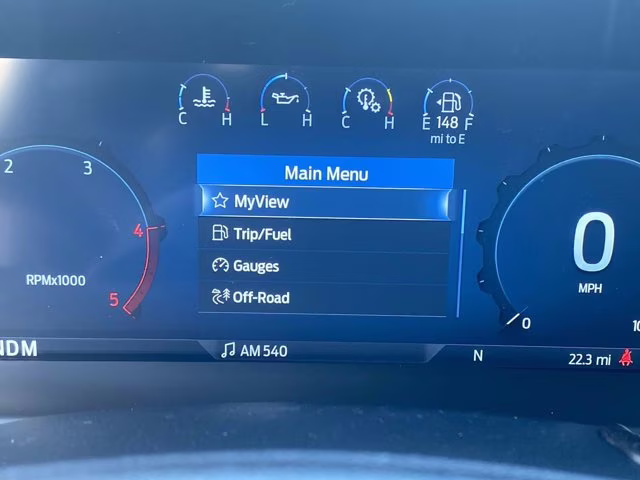 C H L H C H E 148 F
mi to E
Main Menu
MyView
Trip/Fuel
Gauges
Off-Road
2 3 4 5
RPMx1000
0
MPH
0 10
NDM
AM 540
N
22.3 mi